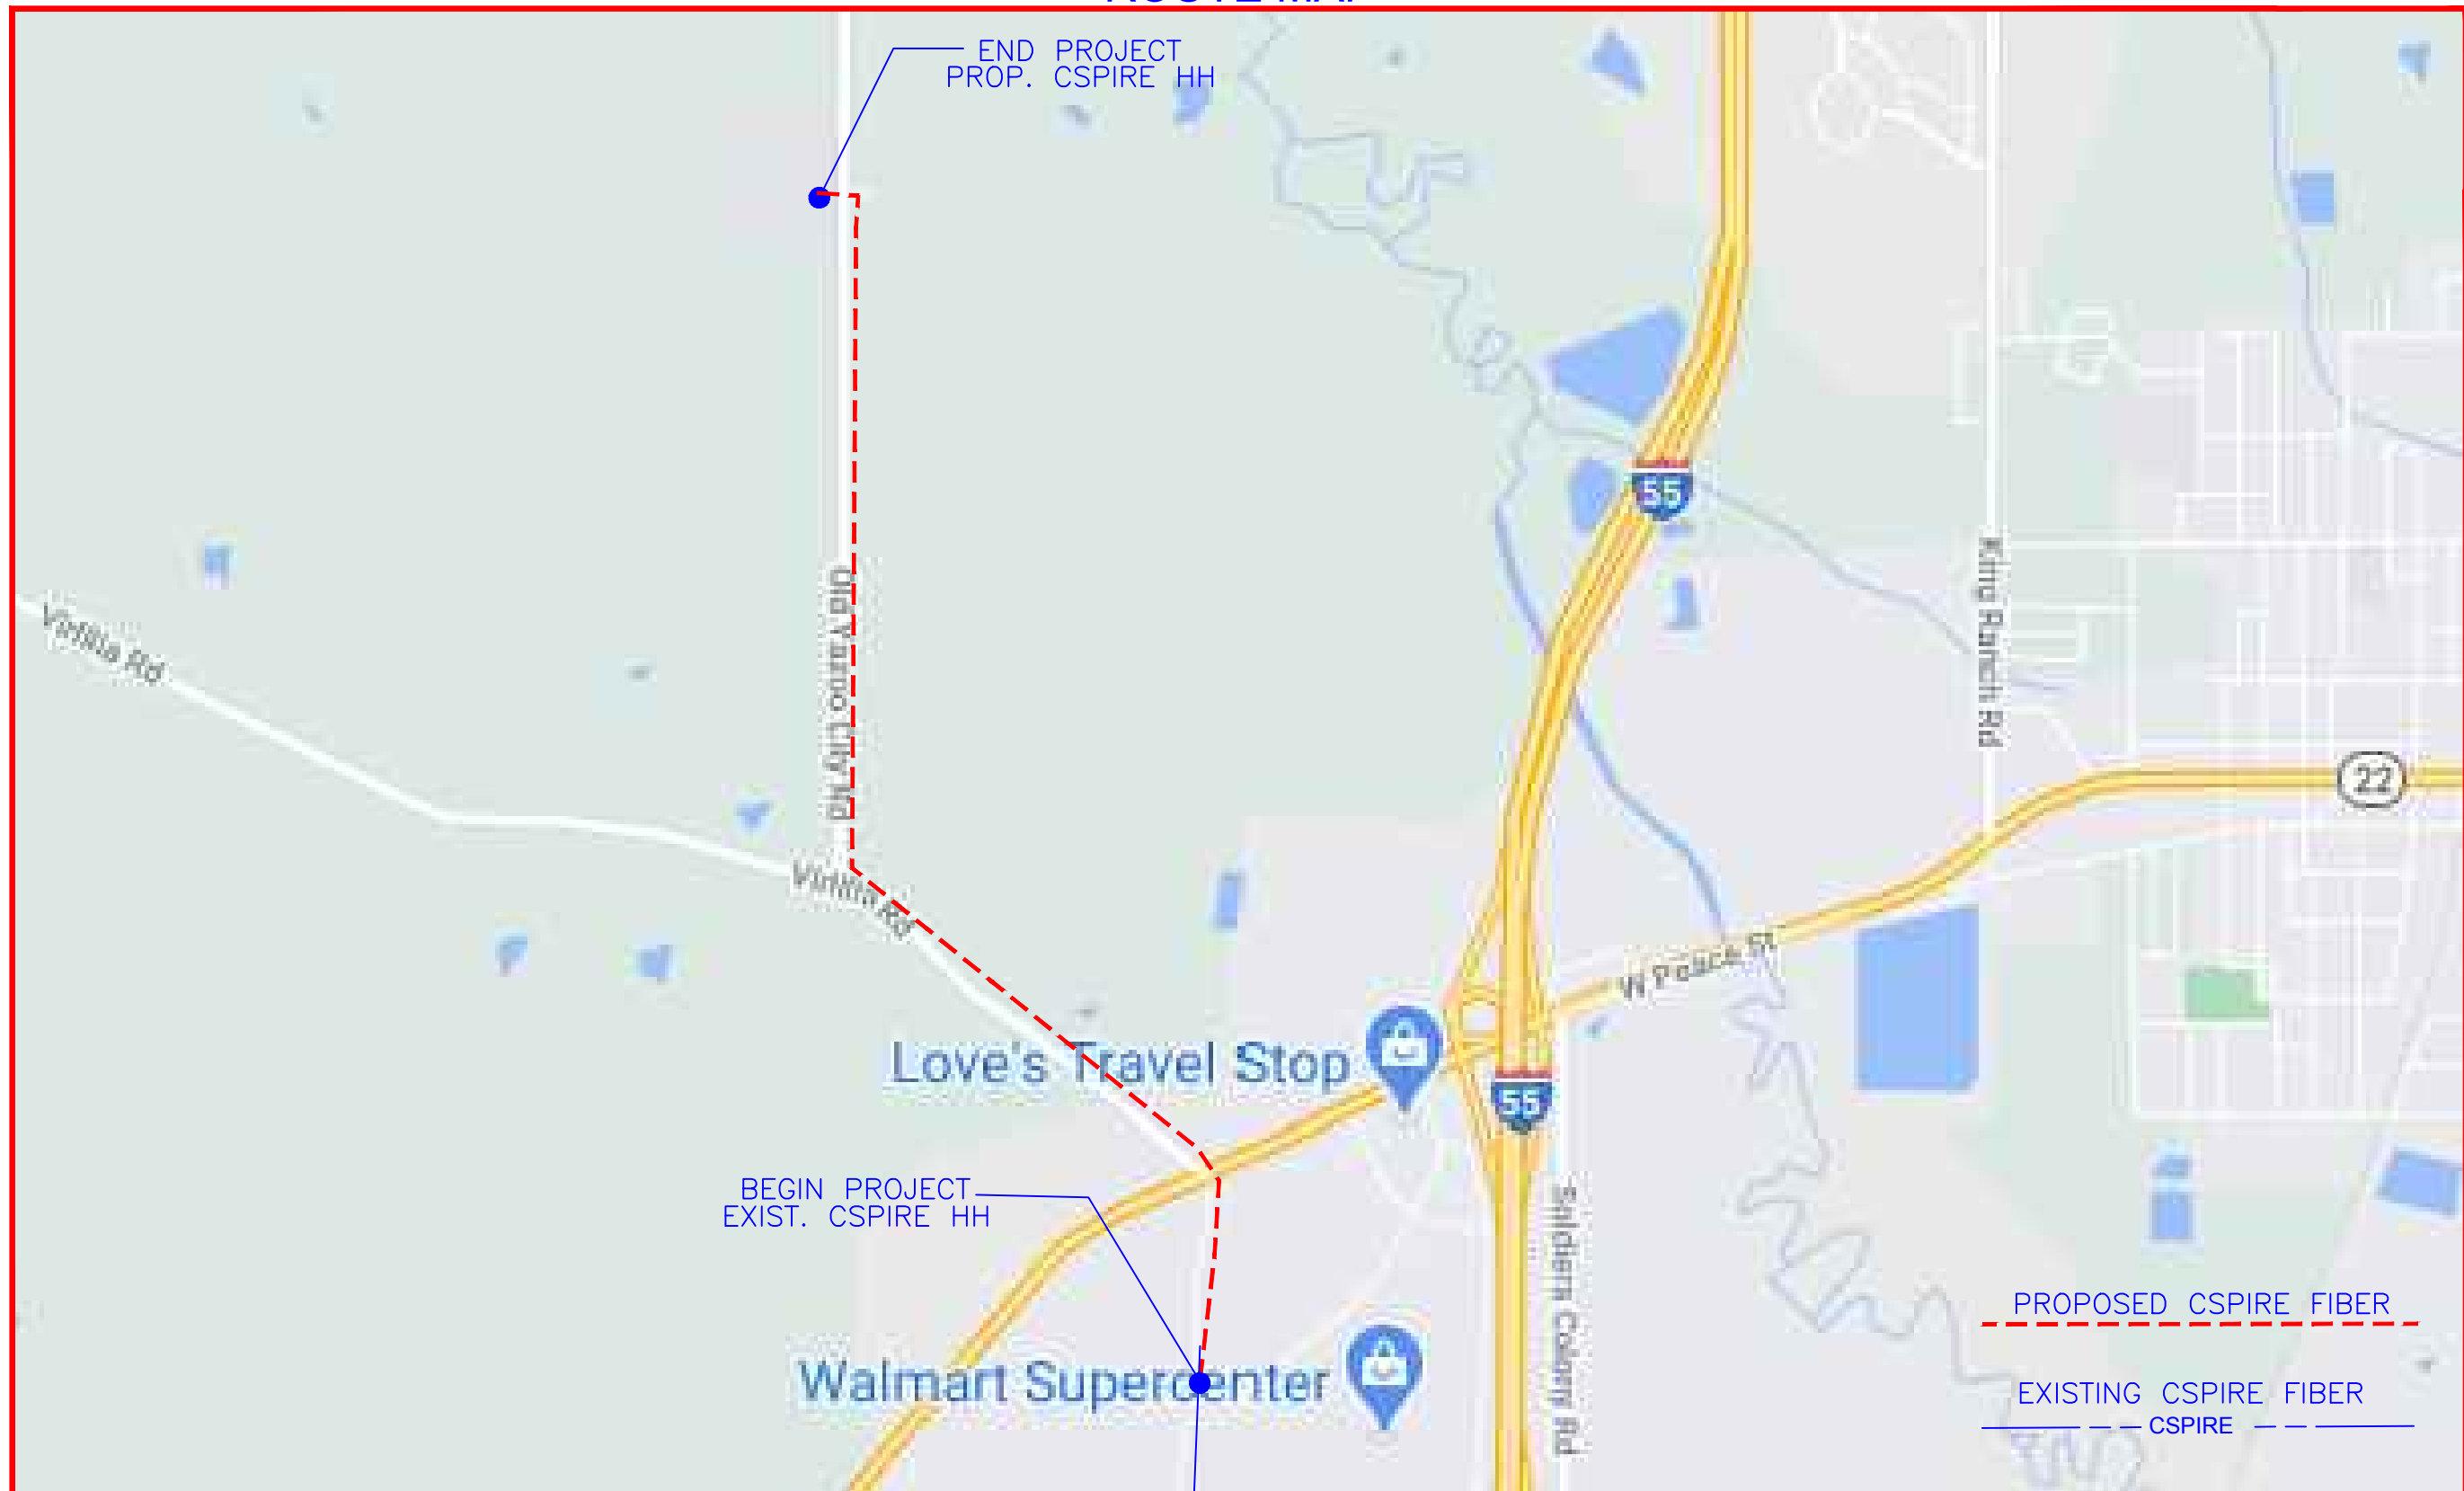 ROUTE MAP
END PROJECT
PROP. CSPIRE HH
55
Old Yazoo City Rd
King Ranch Rd
Virlilia Rd
22
Virlilia Rd
W Peace St
Love's Travel Stop
55
BEGIN PROJECT
EXIST. CSPIRE HH
Soldiers Colony Rd
PROPOSED CSPIRE FIBER
Walmart Supercenter
EXISTING CSPIRE FIBER
CSPIRE